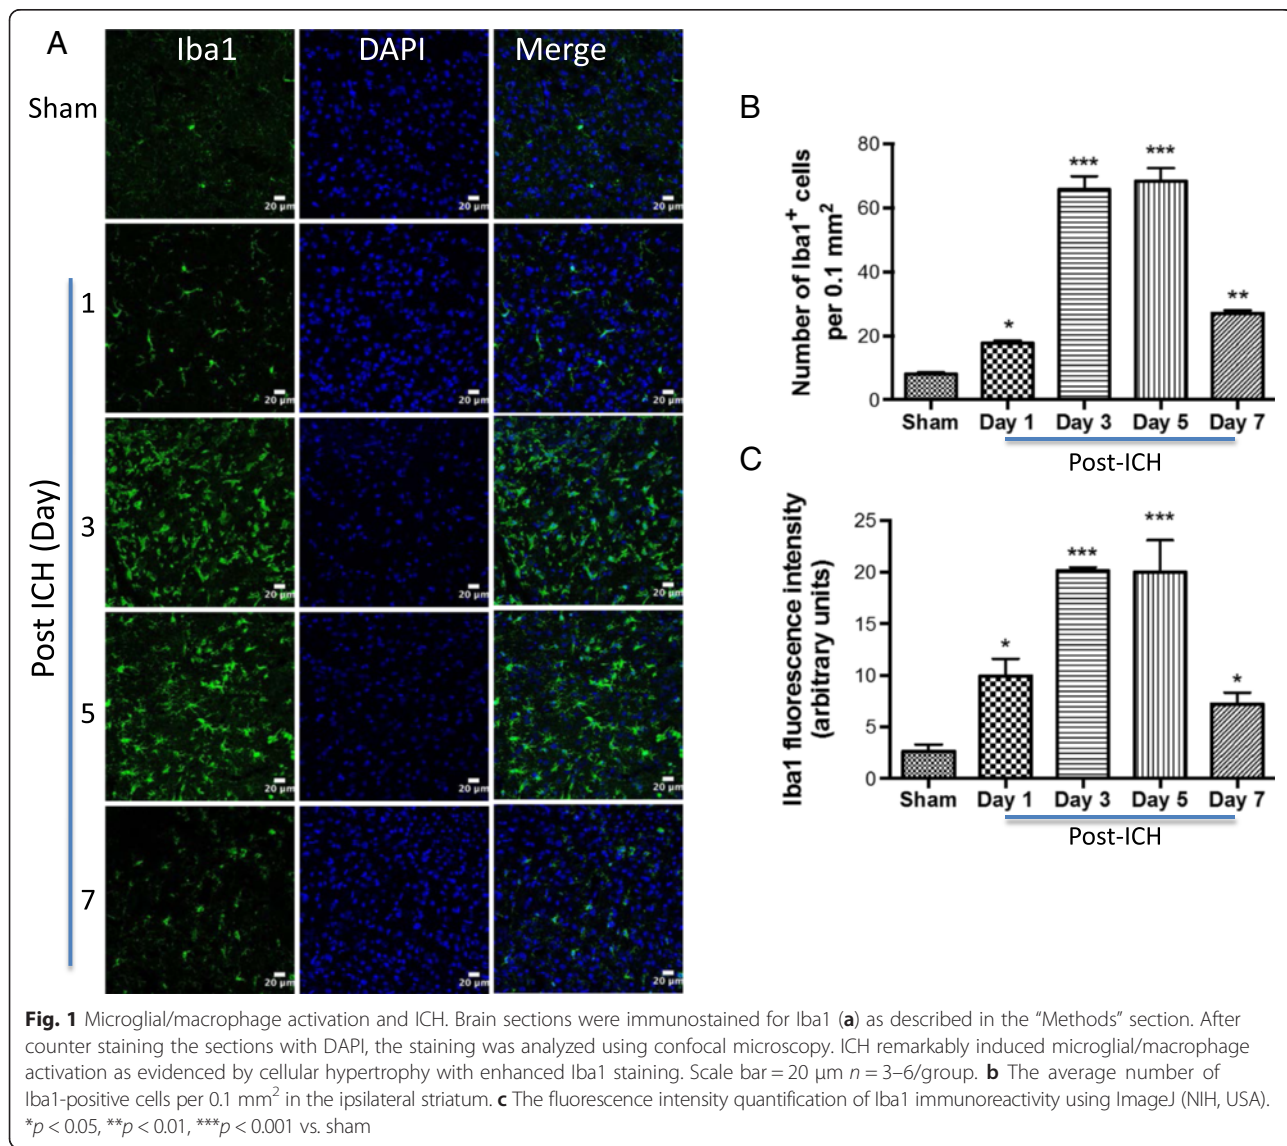 A
Iba1 DAPI Merge
Sham
20 µm 20 µm 20 µm
1
20 µm 20 µm 20 µm
3
20 µm 20 µm 20 µm
5
20 µm 20 µm 20 µm
7
20 µm 20 µm 20 µm
Post ICH (Day)
B
Number of Iba1+ cells
per 0.1 mm2
80
60
40
20
0
*
***
***
**
Sham Day 1 Day 3 Day 5 Day 7
Post-ICH
C
Iba1 fluorescence intensity
(arbitrary units)
25
20
15
10
5
0
*
***
***
*
Sham Day 1 Day 3 Day 5 Day 7
Post-ICH
Fig. 1 Microglial/macrophage activation and ICH. Brain sections were immunostained for Iba1 (a) as described in the “Methods” section. After
counter staining the sections with DAPI, the staining was analyzed using confocal microscopy. ICH remarkably induced microglial/macrophage
activation as evidenced by cellular hypertrophy with enhanced Iba1 staining. Scale bar = 20 µm n = 3–6/group. b The average number of
Iba1-positive cells per 0.1 mm2 in the ipsilateral striatum. c The fluorescence intensity quantification of Iba1 immunoreactivity using ImageJ (NIH, USA).
*p < 0.05, **p < 0.01, ***p < 0.001 vs. sham